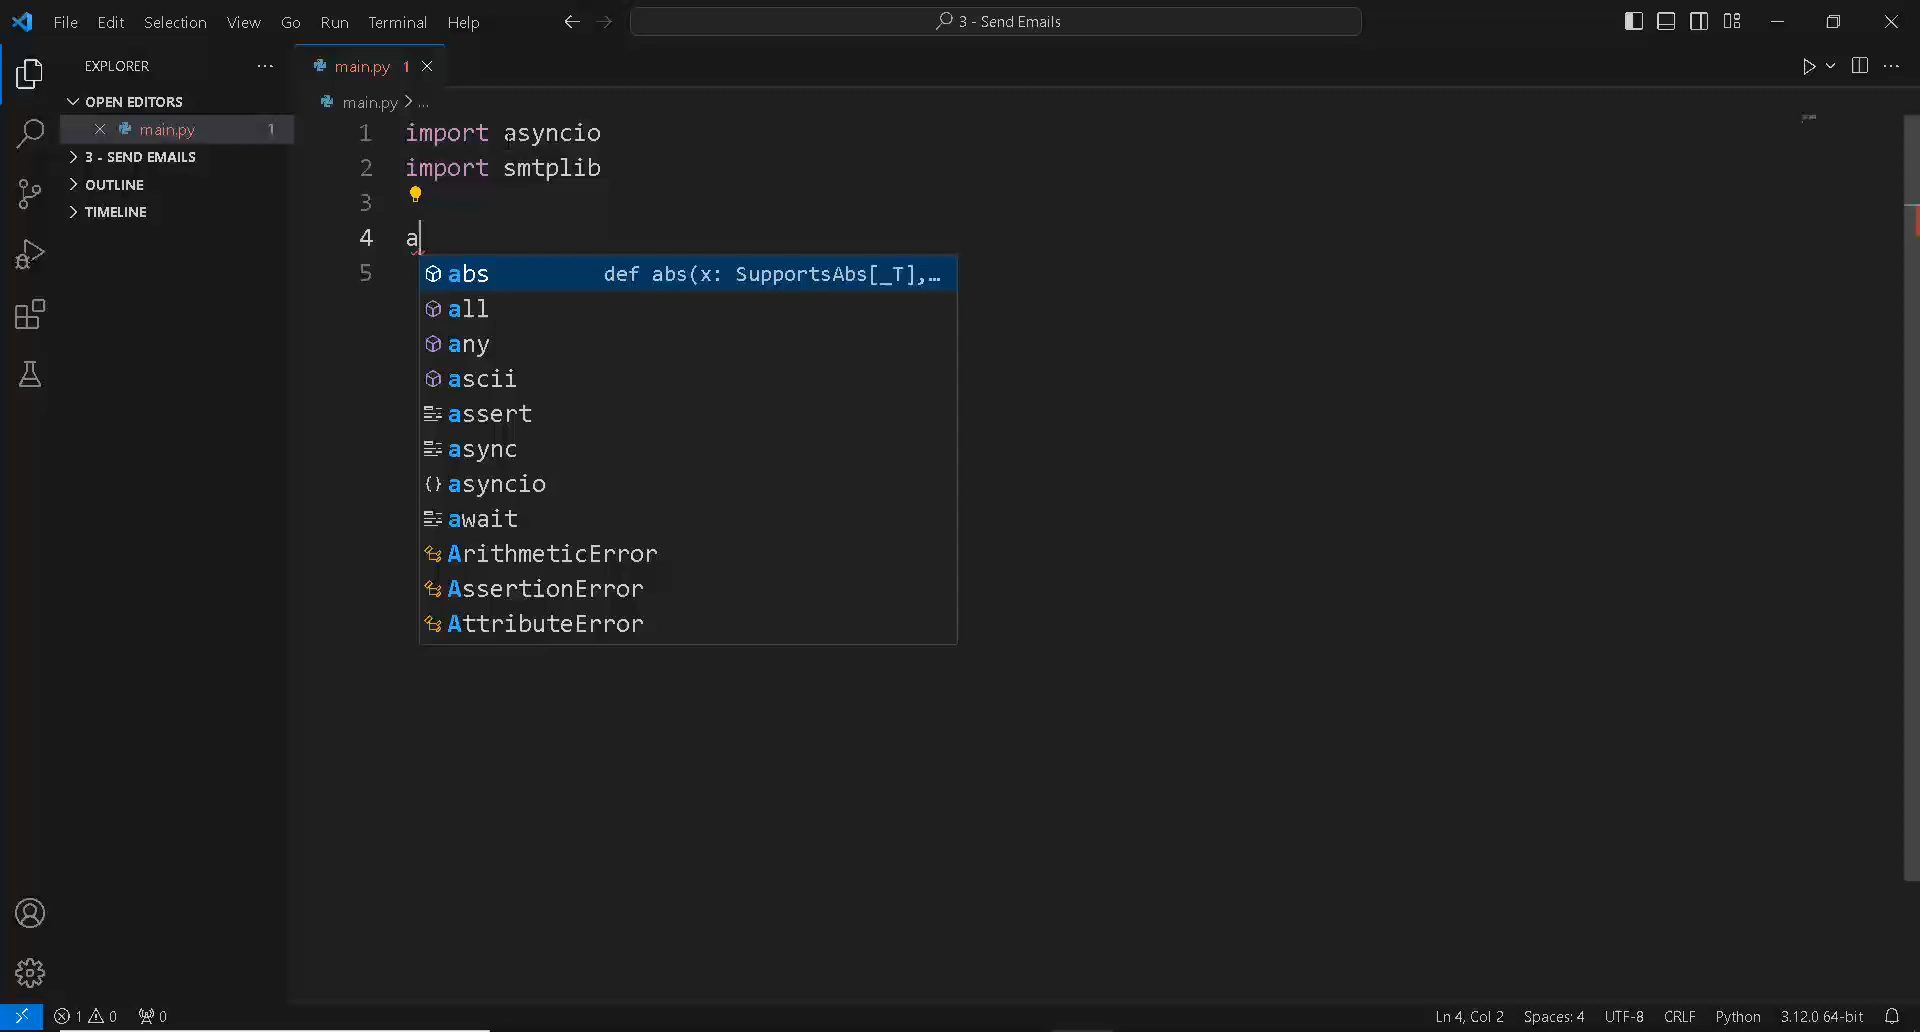 File Edit Selection View Go Run Terminal Help
3 - Send Emails
EXPLORER
main.py 1
OPEN EDITORS
main.py 1
3 - SEND EMAILS
OUTLINE
TIMELINE
main.py > ...
1 import asyncio
2 import smtplib
3
4 a
5
abs def abs(x: SupportsAbs[_T],…
all
any
ascii
assert
async
asyncio
await
ArithmeticError
AssertionError
AttributeError
1 0 0
Ln 4, Col 2 Spaces: 4 UTF-8 CRLF Python 3.12.0 64-bit